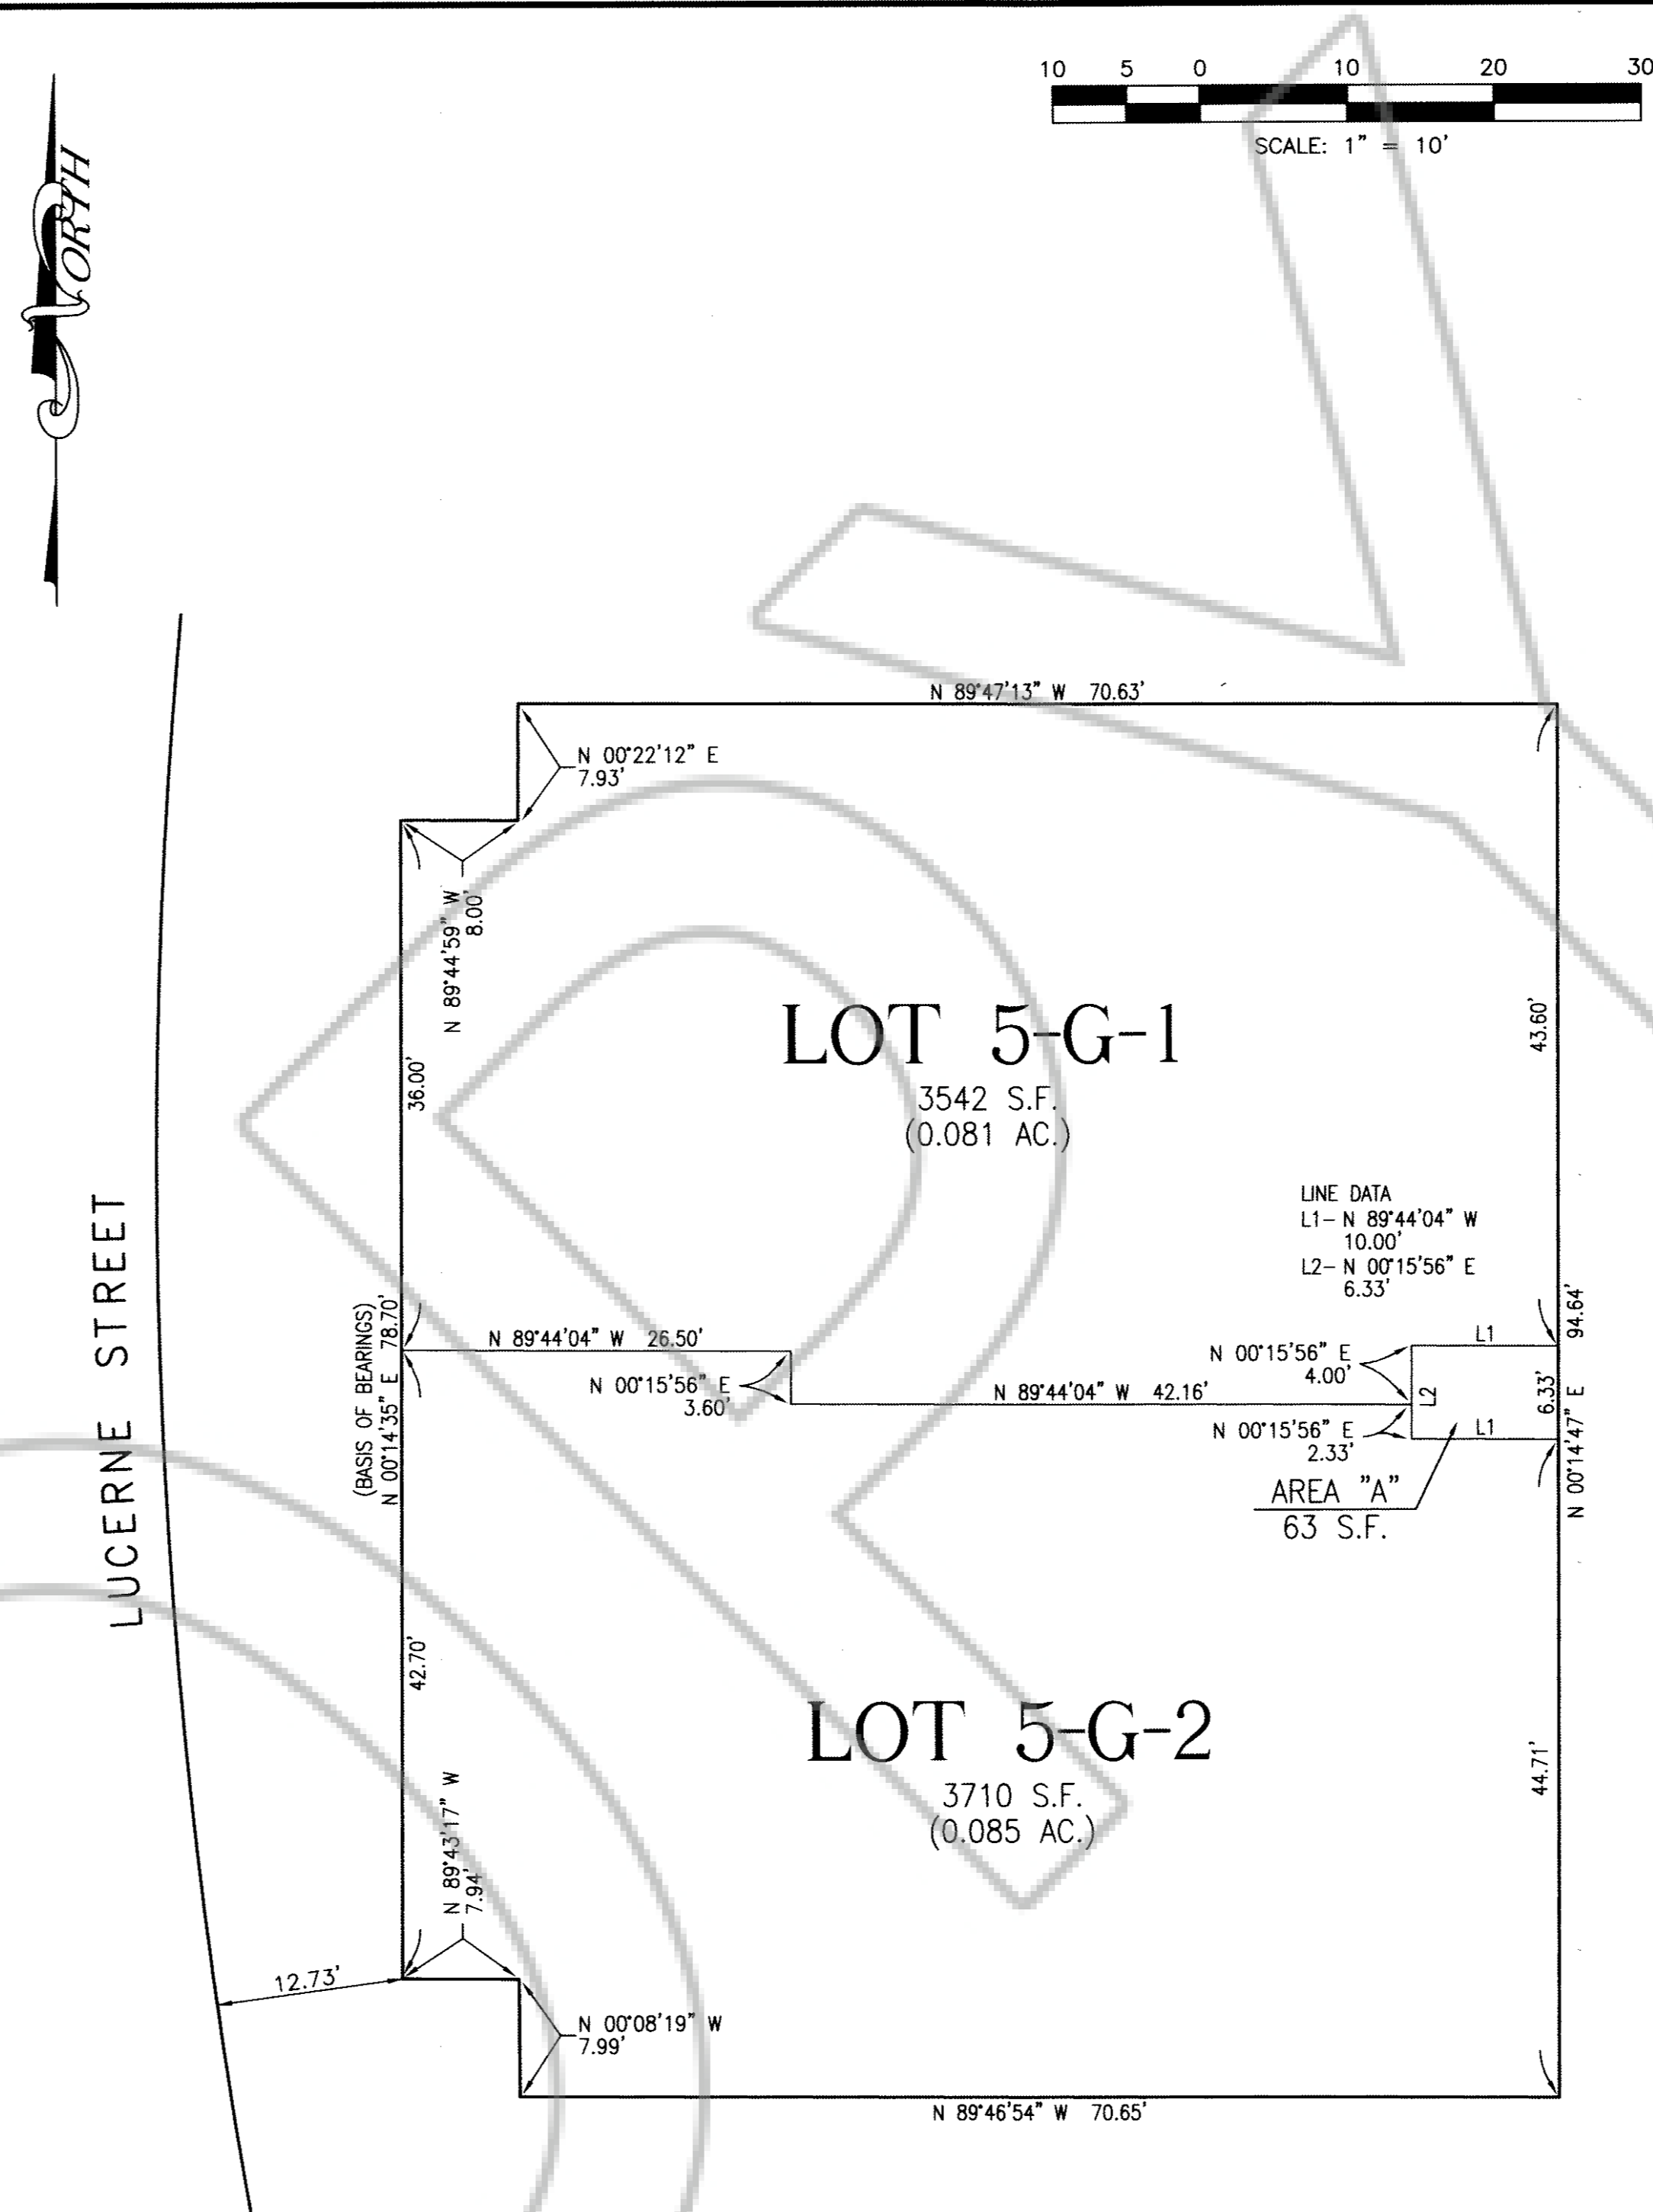 10 5 0 10 20 30
SCALE: 1" = 10'
NORTH
N 89°47'13" W 70.63'
N 00°22'12" E
7.93'
N 89°44'59" W
8.00'
36.00'
LOT 5-G-1
3542 S.F.
(0.081 AC.)
43.60'
LINE DATA
L1- N 89°44'04" W
10.00'
L2- N 00°15'56" E
6.33'
LUCERNE STREET
(BASIS OF BEARINGS)
N 00°14'35" E 78.70'
N 89°44'04" W 26.50'
N 00°15'56" E
3.60'
N 89°44'04" W 42.16'
N 00°15'56" E
4.00'
L1
L2
N 00°15'56" E
2.33'
L1
6.33'
N 00°14'47" E 94.64'
AREA "A"
63 S.F.
42.70'
LOT 5-G-2
3710 S.F.
(0.085 AC.)
44.71'
N 89°43'17" W
7.94'
12.73'
N 00°08'19" W
7.99'
N 89°46'54" W 70.65'